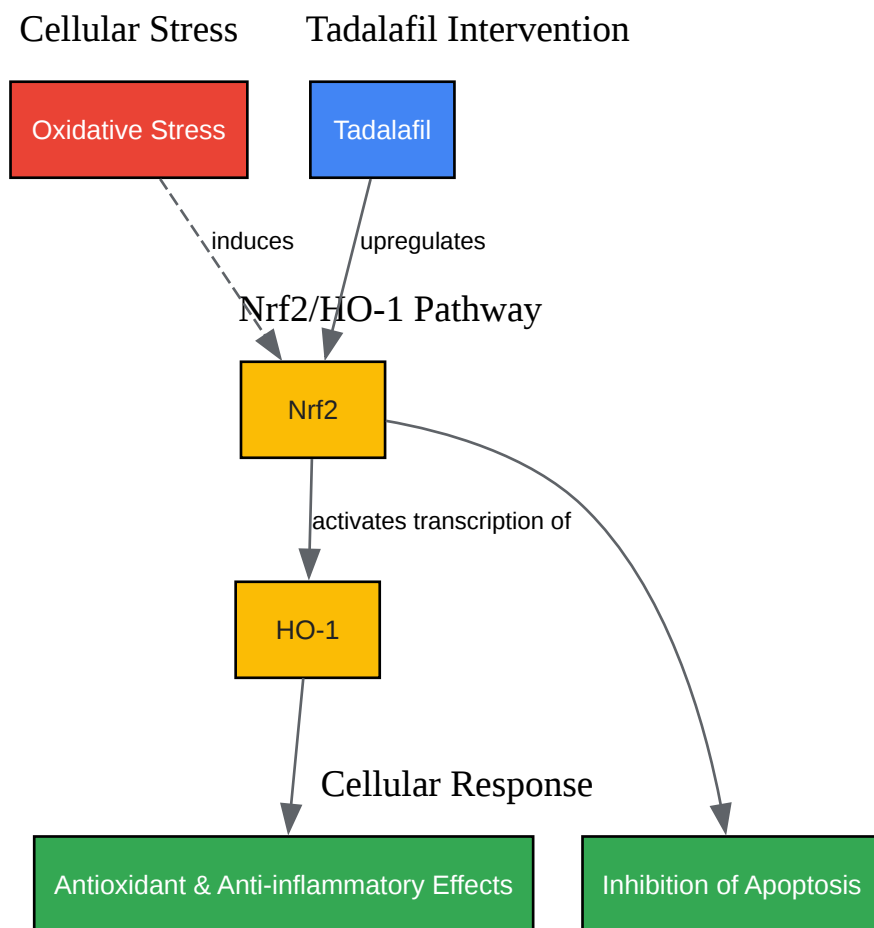 Cellular Stress
Tadalafil Intervention
Oxidative Stress
Tadalafil
induces
upregulates
Nrf2/HO-1 Pathway
Nrf2
activates transcription of
HO-1
Cellular Response
Antioxidant & Anti-inflammatory Effects
Inhibition of Apoptosis